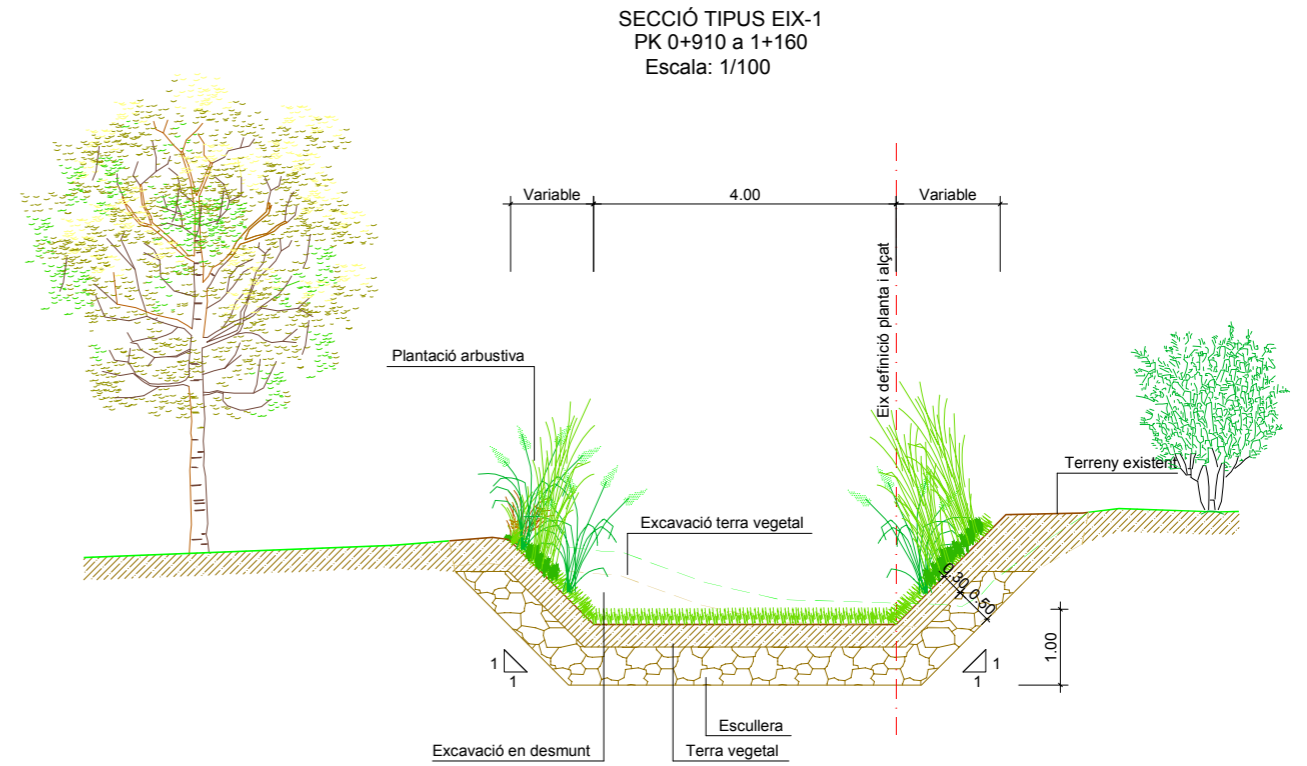 SECCIÓ TIPUS EIX-1
PK 0+910 a 1+160
Escala: 1/100
Variable
4.00
Variable
Eix definició planta i alçat
Plantació arbustiva
Terreny existent
Excavació terra vegetal
0.30
0.50
1.00
1
1
1
1
Escullera
Excavació en desmunt
Terra vegetal